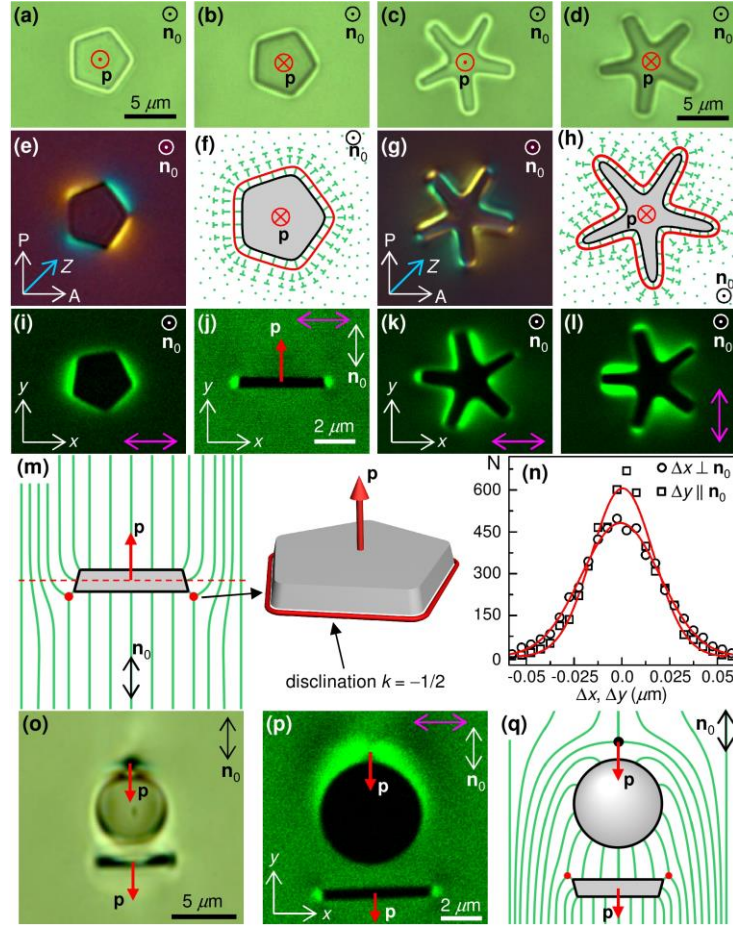 (a) n₀ p 5 μm
(b) n₀ p
(c) n₀ p
(d) n₀ p 5 μm
(e) n₀ P Z A
(f) n₀ p
(g) n₀ P Z A
(h) p n₀
(i) n₀ y x
(j) p n₀ 2 μm
(k) n₀ y x
(l) n₀
(m) p n₀
p
disclination k = −1/2
(n) N
Δx ⊥ n₀
Δy ∥ n₀
600
450
300
150
0
-0.05 -0.025 0.0 0.025 0.05
Δx, Δy (μm)
(o) n₀ p p 5 μm
(p) n₀ p y x p 2 μm
(q) n₀ p p